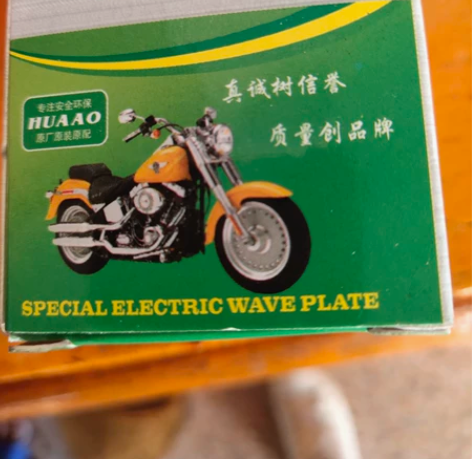 专注安全环保
HUAAO
原厂原装原配
真诚树信誉
质量创品牌
SPECIAL ELECTRIC WAVE PLATE